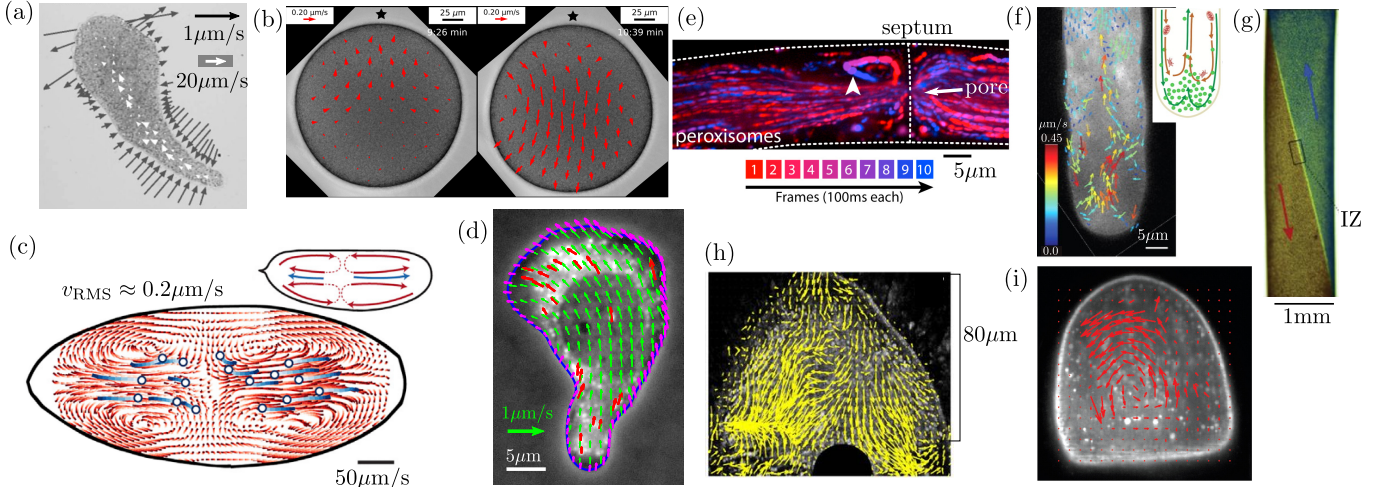 (a)
1μm/s
20μm/s
(b)
0.20 μm/s
25 μm
9:26 min
0.20 μm/s
25 μm
10:39 min
(c)
vRMS ≈ 0.2μm/s
50μm/s
(d)
1μm/s
5μm
(e)
septum
pore
peroxisomes
1 2 3 4 5 6 7 8 9 10
Frames (100ms each)
5μm
(f)
μm/s
0.45
0.0
5μm
(g)
IZ
1mm
(h)
80μm
(i)